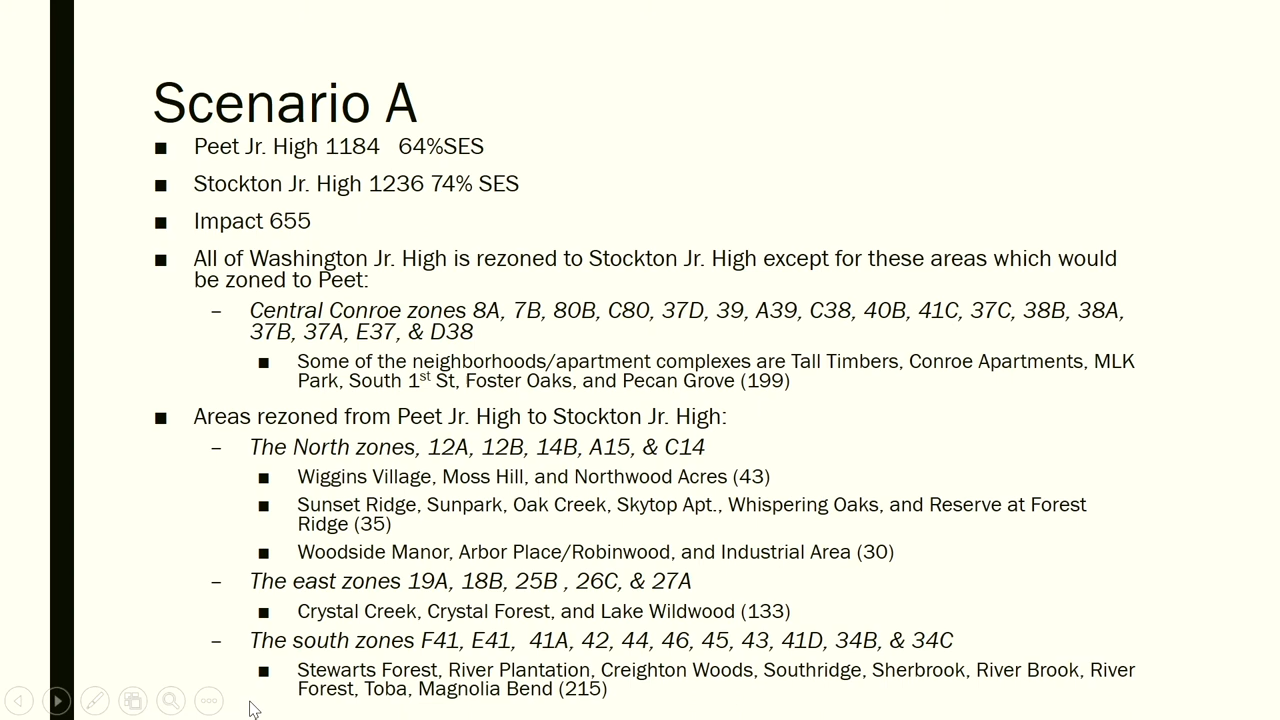 Scenario A
▪ Peet Jr. High 1184 64%SES
▪ Stockton Jr. High 1236 74% SES
▪ Impact 655
▪ All of Washington Jr. High is rezoned to Stockton Jr. High except for these areas which would
be zoned to Peet:
– Central Conroe zones 8A, 7B, 80B, C80, 37D, 39, A39, C38, 40B, 41C, 37C, 38B, 38A,
37B, 37A, E37, & D38
▪ Some of the neighborhoods/apartment complexes are Tall Timbers, Conroe Apartments, MLK
Park, South 1st St, Foster Oaks, and Pecan Grove (199)
▪ Areas rezoned from Peet Jr. High to Stockton Jr. High:
– The North zones, 12A, 12B, 14B, A15, & C14
▪ Wiggins Village, Moss Hill, and Northwood Acres (43)
▪ Sunset Ridge, Sunpark, Oak Creek, Skytop Apt., Whispering Oaks, and Reserve at Forest
Ridge (35)
▪ Woodside Manor, Arbor Place/Robinwood, and Industrial Area (30)
– The east zones 19A, 18B, 25B , 26C, & 27A
▪ Crystal Creek, Crystal Forest, and Lake Wildwood (133)
– The south zones F41, E41, 41A, 42, 44, 46, 45, 43, 41D, 34B, & 34C
▪ Stewarts Forest, River Plantation, Creighton Woods, Southridge, Sherbrook, River Brook, River
Forest, Toba, Magnolia Bend (215)